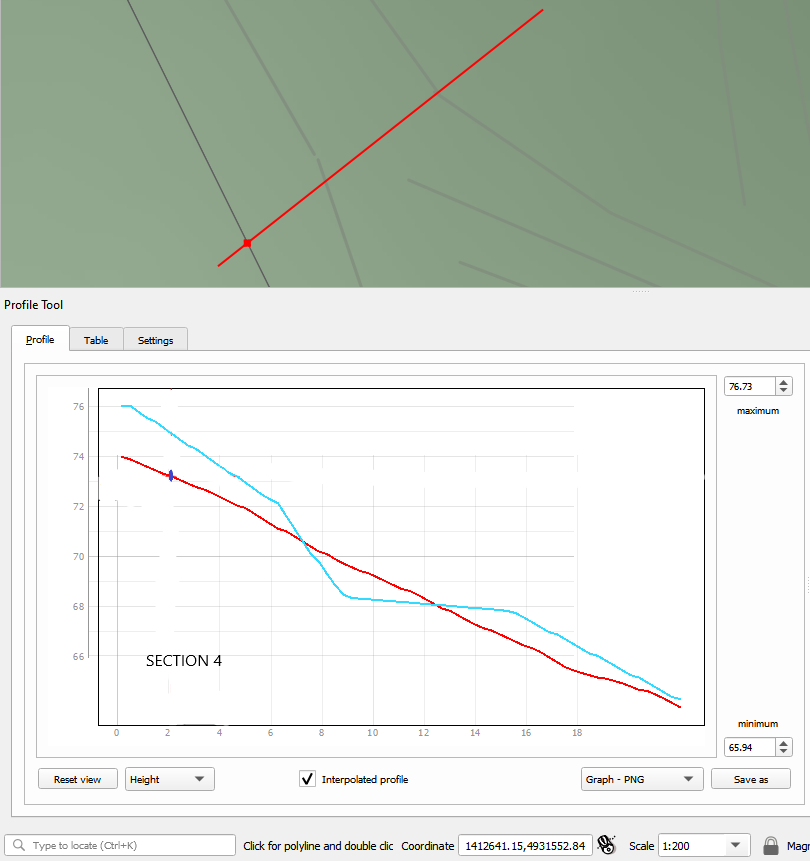 Profile Tool
Profile
Table
Settings
76.73
maximum
76
74
72
70
68
66
SECTION 4
0
2
4
6
8
10
12
14
16
18
minimum
65.94
Reset view
Height
Interpolated profile
Graph - PNG
Save as
Type to locate (Ctrl+K)
Click for polyline and double clic
Coordinate
1412641.15,4931552.84
Scale
1:200
Magn